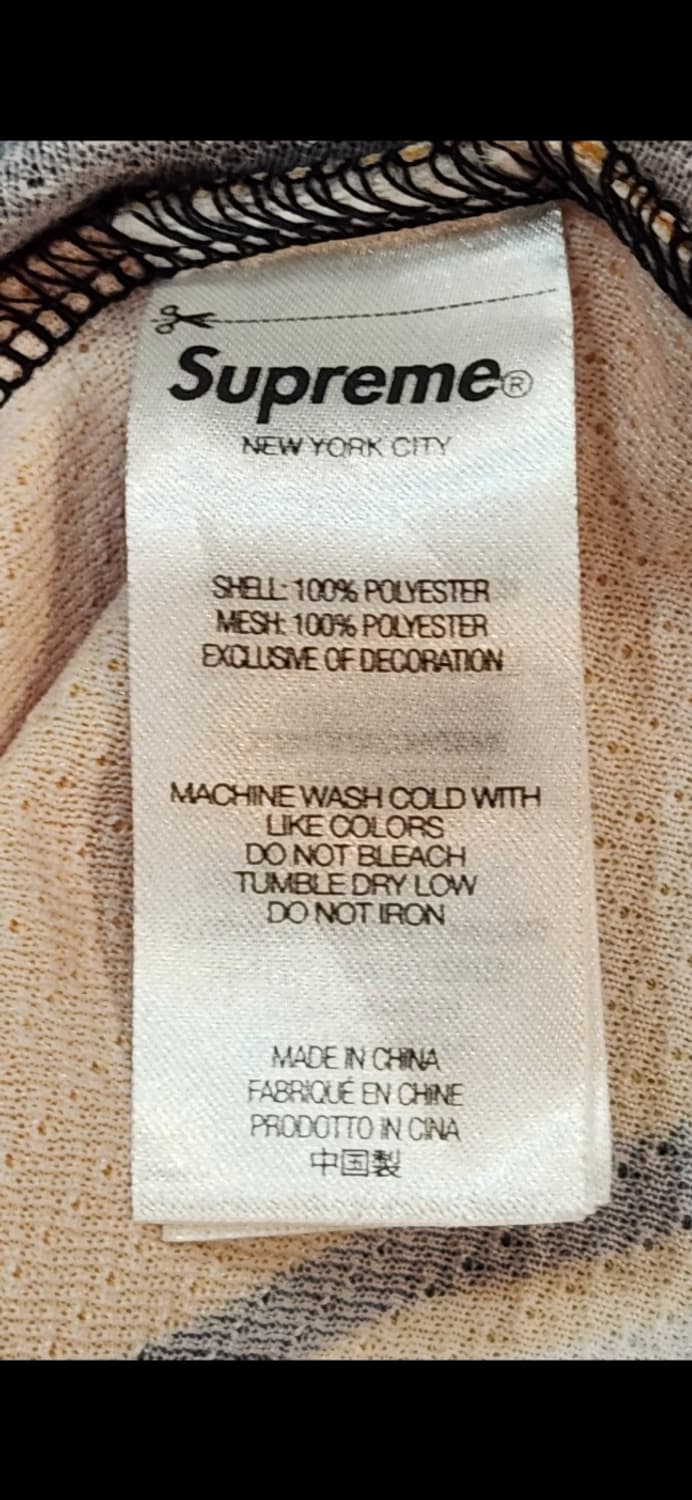 Supreme®
NEW YORK CITY
SHELL: 100% POLYESTER
MESH: 100% POLYESTER
EXCLUSIVE OF DECORATION
MACHINE WASH COLD WITH
LIKE COLORS
DO NOT BLEACH
TUMBLE DRY LOW
DO NOT IRON
MADE IN CHINA
FABRIQUÉ EN CHINE
PRODOTTO IN CINA
中国製